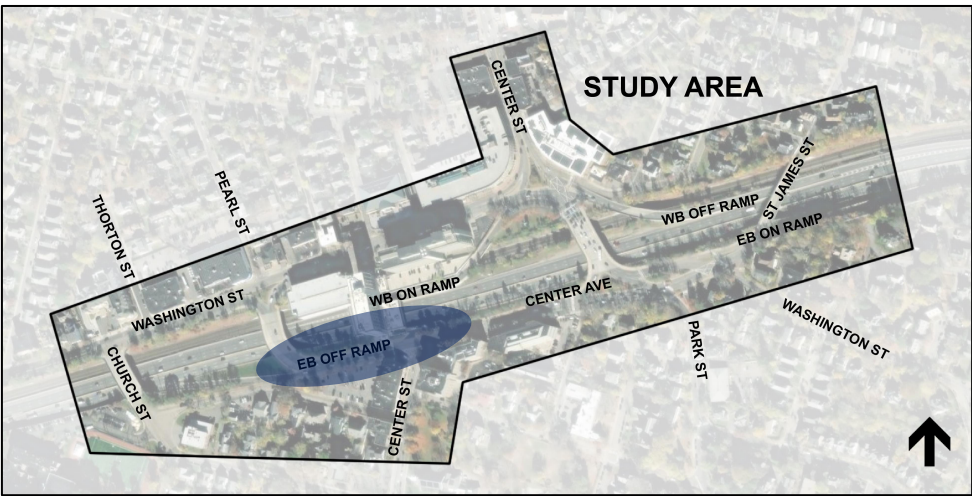 STUDY AREA
CENTER ST
ST JAMES ST
WB OFF RAMP
EB ON RAMP
PEARL ST
THORTON ST
WASHINGTON ST
WB ON RAMP
CENTER AVE
WASHINGTON ST
PARK ST
EB OFF RAMP
CHURCH ST
CENTER ST